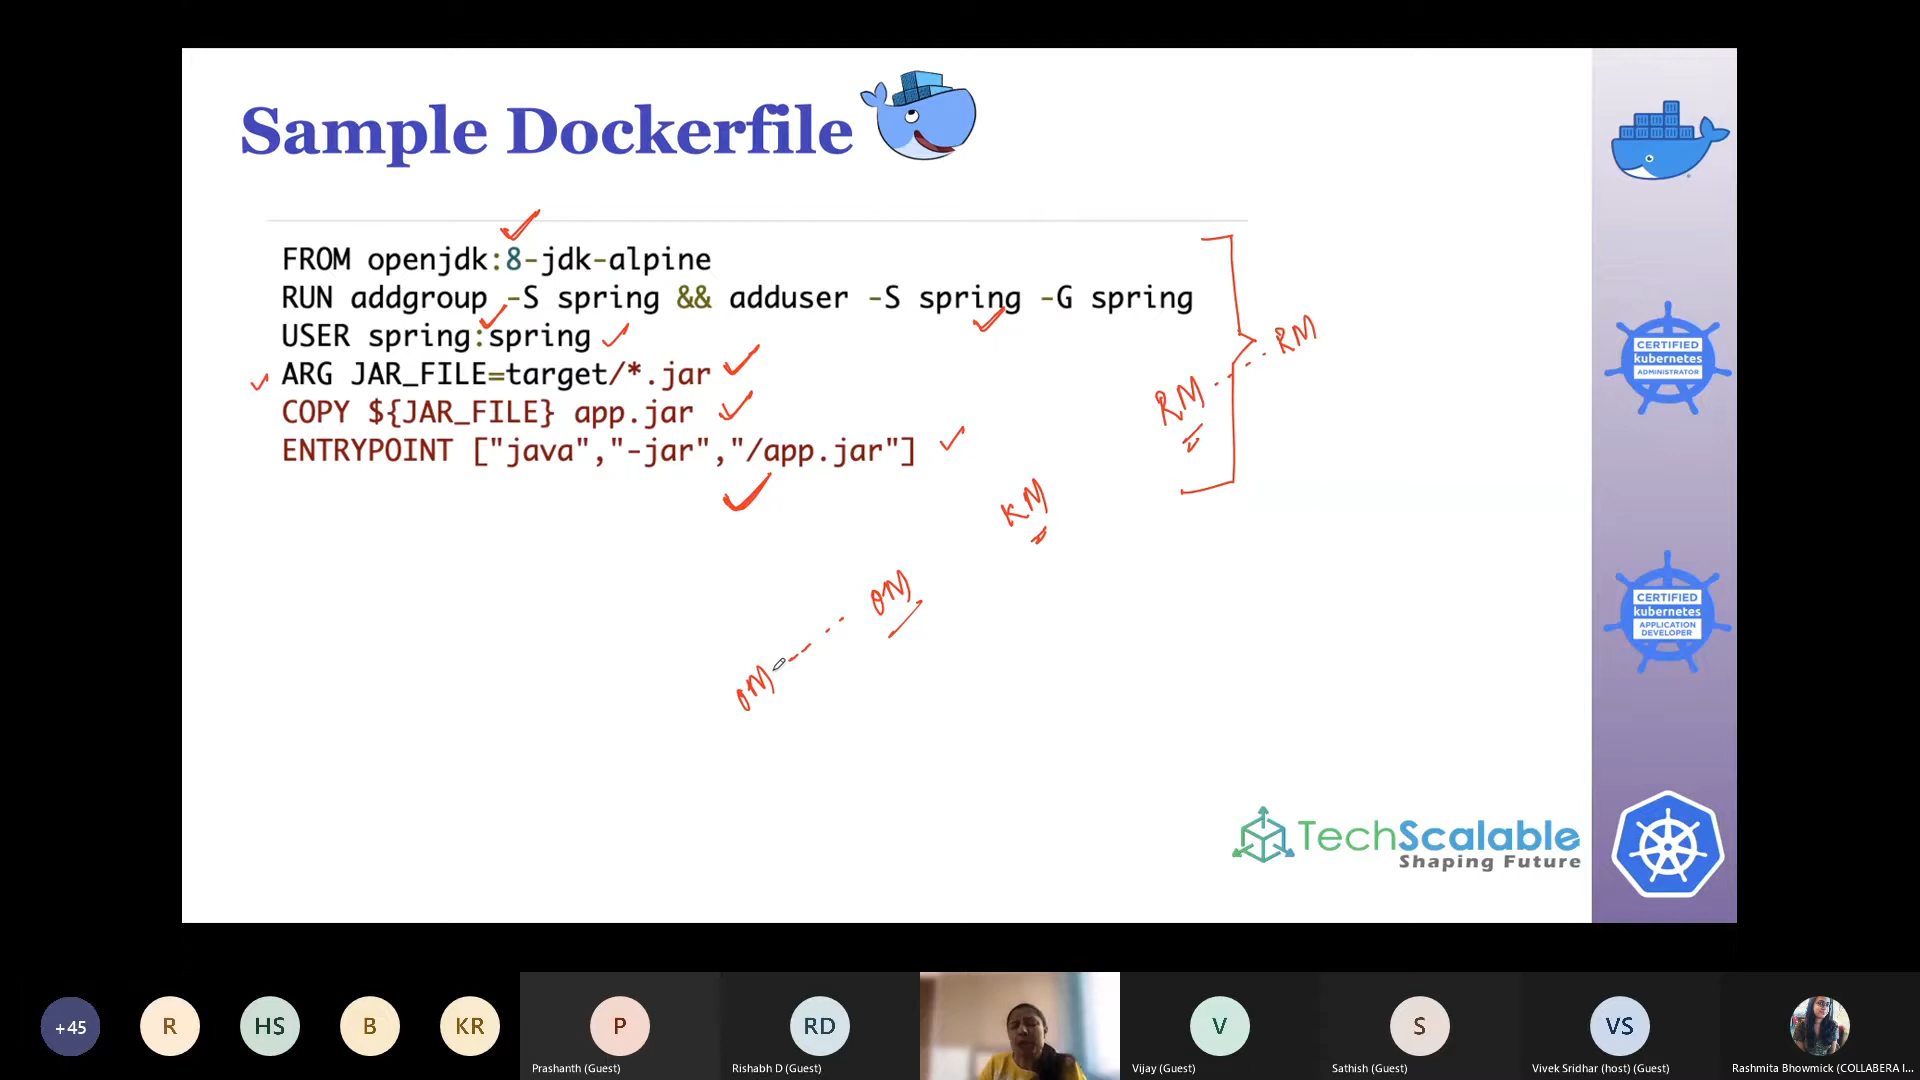 Sample Dockerfile
FROM openjdk:8-jdk-alpine
RUN addgroup -S spring && adduser -S spring -G spring
USER spring:spring
ARG JAR_FILE=target/*.jar
COPY ${JAR_FILE} app.jar
ENTRYPOINT ["java","-jar","/app.jar"]
RM
RM
KM
OM
OM
CERTIFIED
kubernetes
ADMINISTRATOR
CERTIFIED
kubernetes
APPLICATION
DEVELOPER
TechScalable
Shaping Future
+45
R
HS
B
KR
P
Prashanth (Guest)
RD
Rishabh D (Guest)
V
Vijay (Guest)
S
Sathish (Guest)
VS
Vivek Sridhar (host) (Guest)
Rashmita Bhowmick (COLLABERA I...